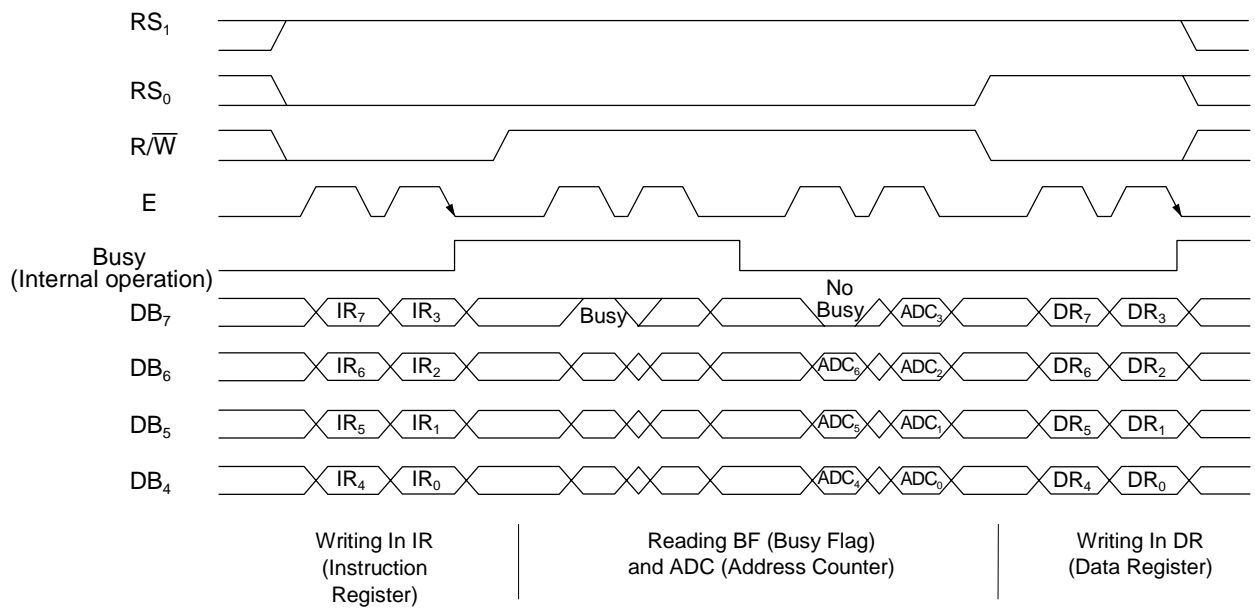 RS₁
RS₀
R/W̅
E
Busy
(Internal operation)
No
DB₇ IR₇ IR₃ Busy Busy ADC₃ DR₇ DR₃
DB₆ IR₆ IR₂ ADC₆ ADC₂ DR₆ DR₂
DB₅ IR₅ IR₁ ADC₅ ADC₁ DR₅ DR₁
DB₄ IR₄ IR₀ ADC₄ ADC₀ DR₄ DR₀
Writing In IR
(Instruction
Register)
Reading BF (Busy Flag)
and ADC (Address Counter)
Writing In DR
(Data Register)